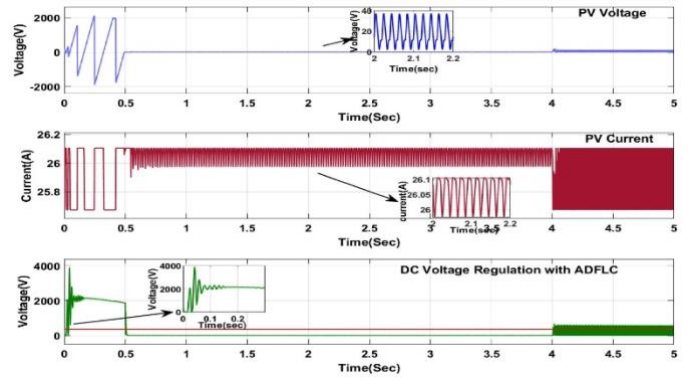 PV Voltage
Voltage(V)
2000
0
-2000
40
20
0
Voltage(V)
2 2.1 2.2
Time(sec)
0 0.5 1 1.5 2 2.5 3 3.5 4 4.5 5
Time(Sec)
PV Current
Current(A)
26.2
26
25.8
26.1
26.05
26
current(A)
2 2.1 2.2
Time(sec)
0 0.5 1 1.5 2 2.5 3 3.5 4 4.5 5
Time(Sec)
DC Voltage Regulation with ADFLC
Voltage(V)
4000
2000
0
4000
2000
0
Voltage(V)
0 0.1 0.2
Time(sec)
0 0.5 1 1.5 2 2.5 3 3.5 4 4.5 5
Time(Sec)